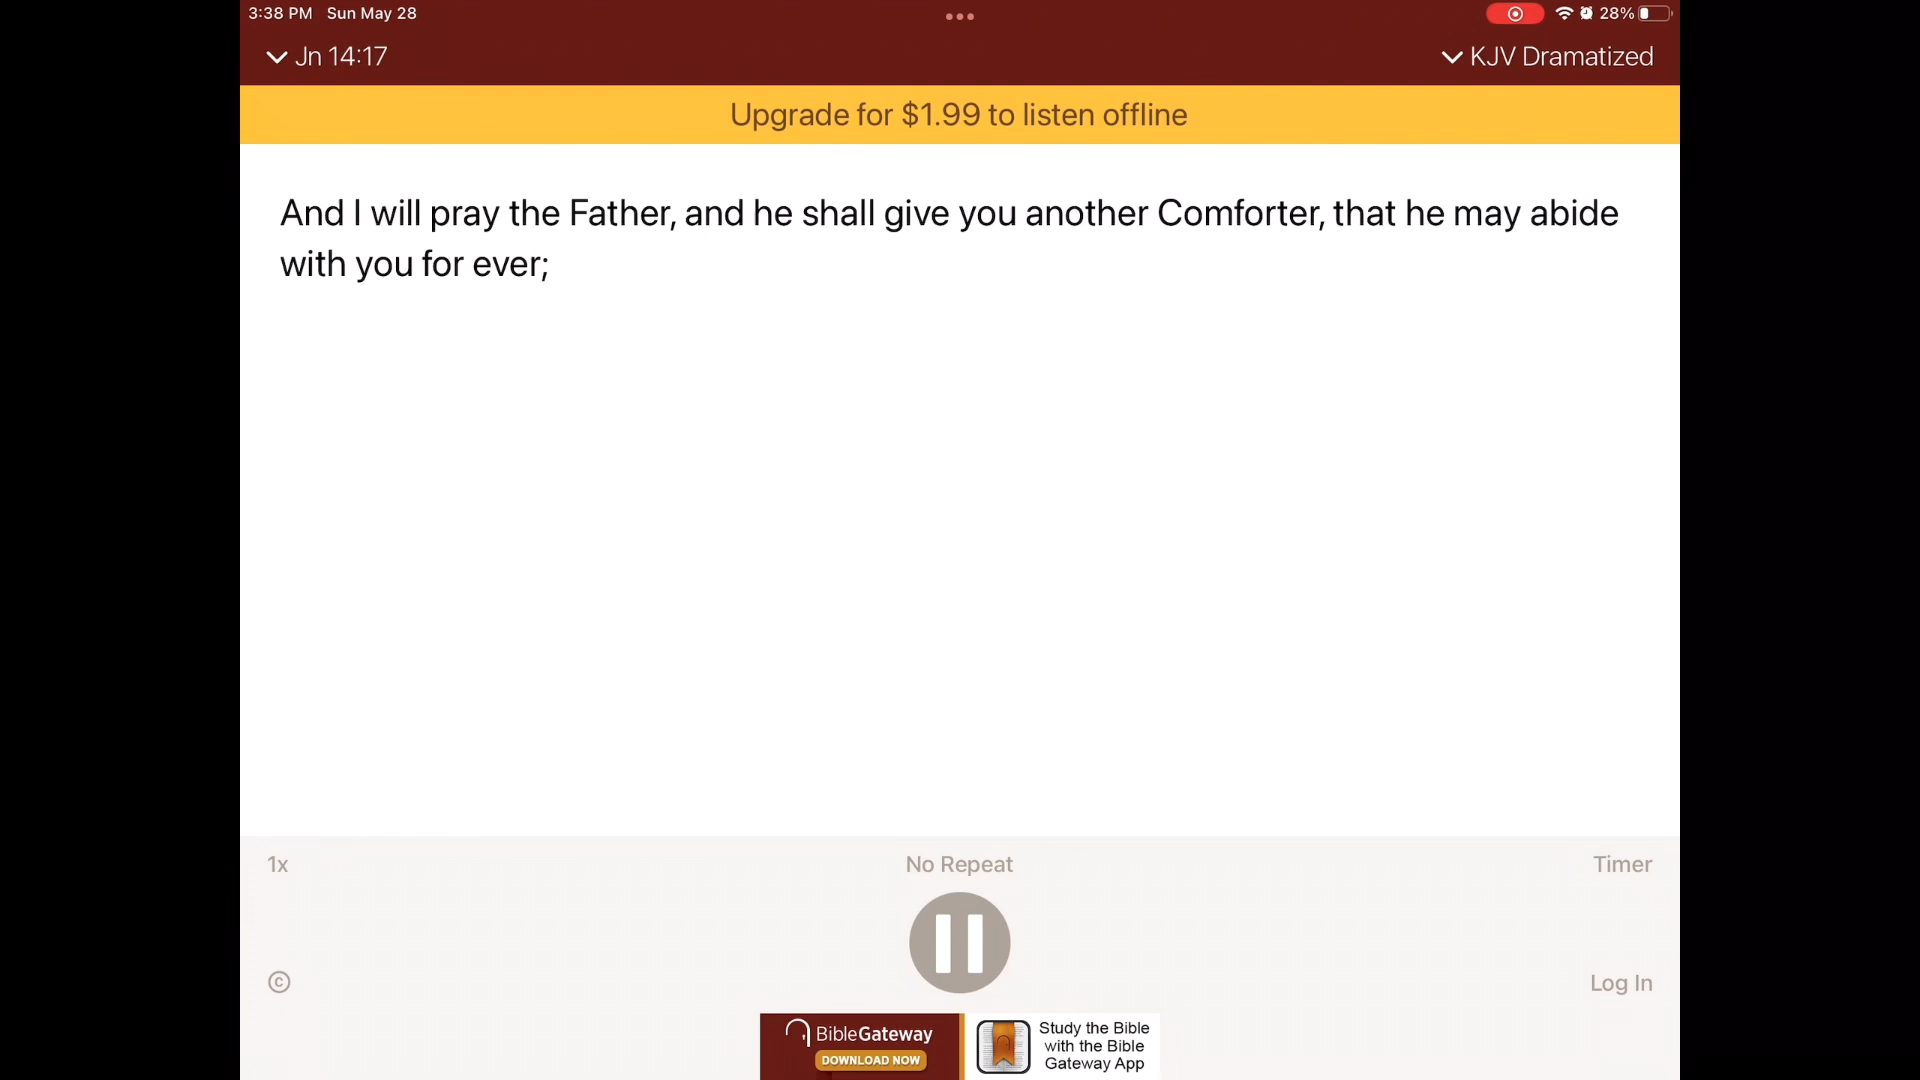 3:38 PM Sun May 28
28%
Jn 14:17
KJV Dramatized
Upgrade for $1.99 to listen offline
And I will pray the Father, and he shall give you another Comforter, that he may abide
with you for ever;
1x
No Repeat
Timer
©
Log In
BibleGateway
DOWNLOAD NOW
Study the Bible
with the Bible
Gateway App